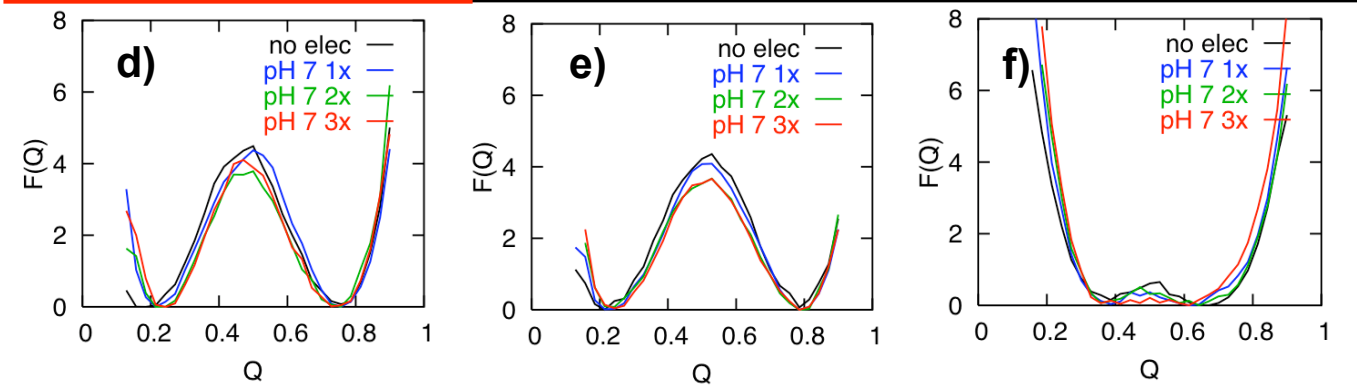 d)
no elec
pH 7 1x
pH 7 2x
pH 7 3x
F(Q)
8
6
4
2
0
0 0.2 0.4 0.6 0.8 1
Q
e)
no elec
pH 7 1x
pH 7 2x
pH 7 3x
F(Q)
8
6
4
2
0
0 0.2 0.4 0.6 0.8 1
Q
f)
no elec
pH 7 1x
pH 7 2x
pH 7 3x
F(Q)
8
6
4
2
0
0 0.2 0.4 0.6 0.8 1
Q